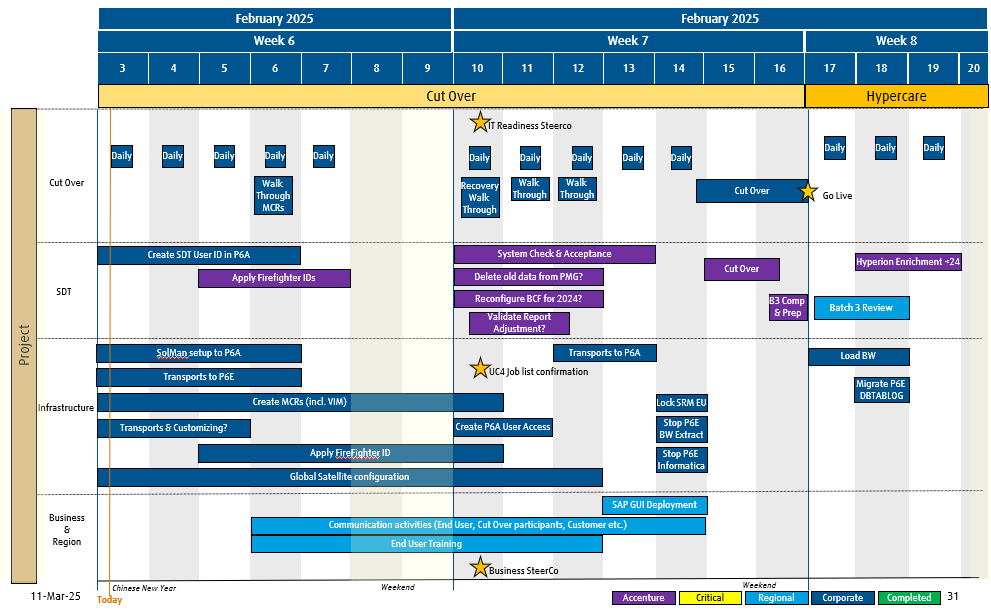 February 2025 February 2025
Week 6 Week 7 Week 8
3 4 5 6 7 8 9 10 11 12 13 14 15 16 17 18 19 20
Cut Over Hypercare
Project
Cut Over
IT Readiness Steerco
Daily Daily Daily Daily Daily Daily Daily Daily Daily Daily Daily Daily Daily
Walk
Through
MCRs
Recovery
Walk
Through
Walk
Through
Walk
Through
Cut Over
Go Live
SDT
Create SDT User ID in P6A
System Check & Acceptance
Hyperion Enrichment <24
Apply Firefighter IDs
Delete old data from PMG?
Cut Over
Reconfigure BCF for 2024?
B3 Comp
& Prep
Batch 3 Review
Validate Report
Adjustment?
Infrastructure
SolMan setup to P6A
Transports to P6A
Load BW
Transports to P6E
UC4 Job list confirmation
Migrate P6E
DBTABLOG
Create MCRs (incl. VIM)
Lock SRM EU
Transports & Customizing?
Create P6A User Access
Stop P6E
BW Extract
Apply FireFighter ID
Stop P6E
Informatica
Global Satellite configuration
Business
&
Region
SAP GUI Deployment
Communication activities (End User, Cut Over participants, Customer etc.)
End User Training
Business SteerCo
Chinese New Year Weekend Weekend
11-Mar-25
Today
Accenture Critical Regional Corporate Completed 31